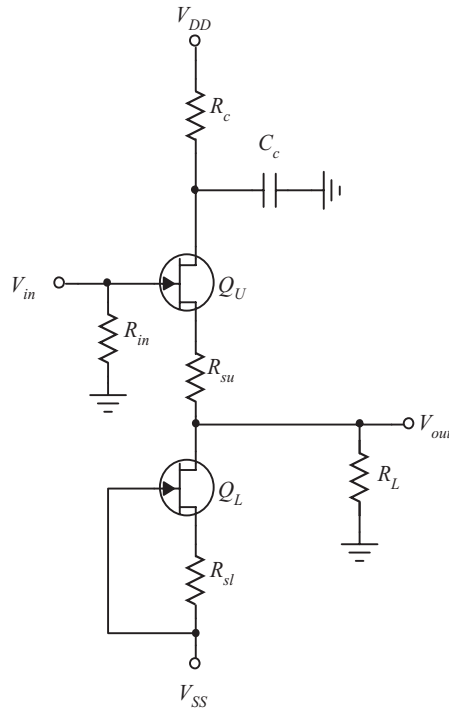 V_DD
R_c
C_c
V_in
Q_U
R_in
R_su
V_out
Q_L
R_L
R_sl
V_SS